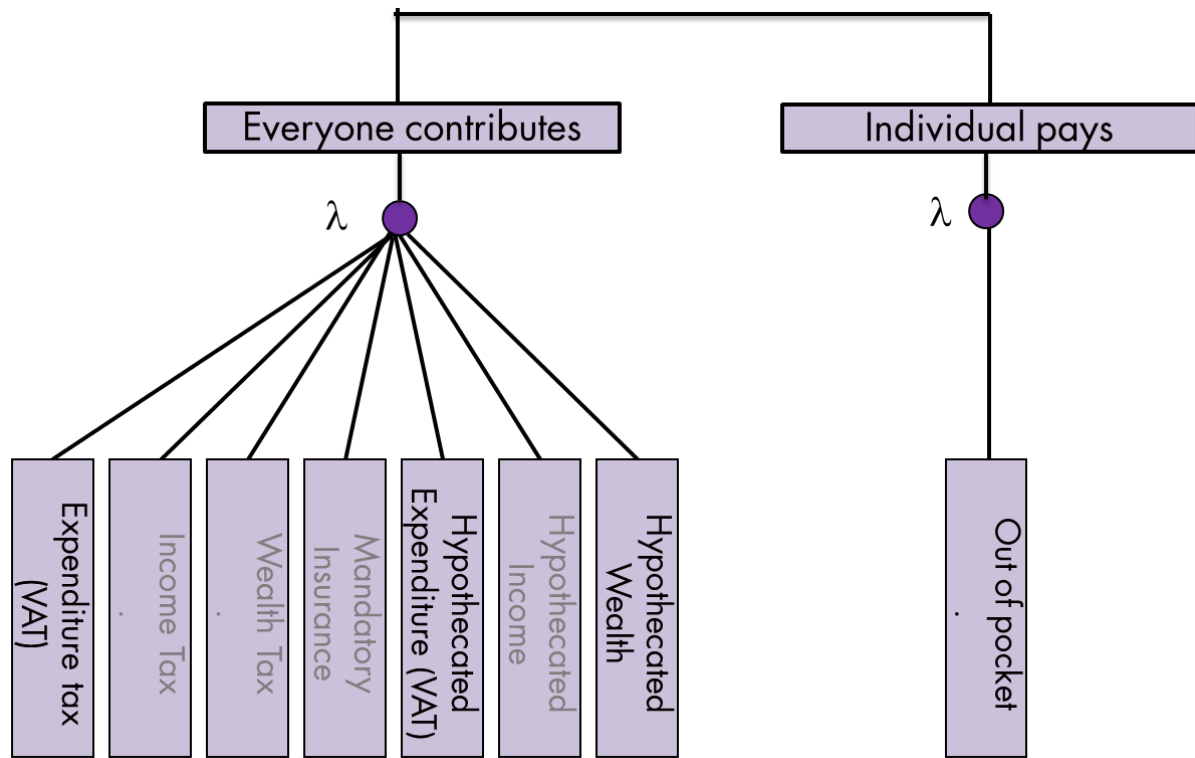 Everyone contributes
Individual pays
λ
λ
Expenditure tax
(VAT)
Income Tax
.
Wealth Tax
.
Mandatory
Insurance
Hypothecated
Expenditure (VAT)
Hypothecated
Income
Hypothecated
Wealth
Out of pocket
.